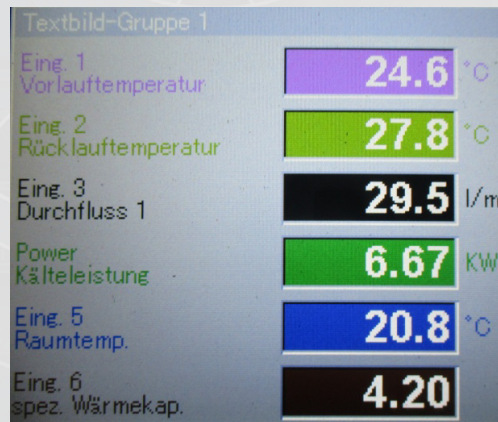 Textbild-Gruppe 1
Eing. 1
Vorlauftemperatur
24.6 °C
Eing. 2
Rücklauftemperatur
27.8 °C
Eing. 3
Durchfluss 1
29.5 l/m
Power
Kälteleistung
6.67 KW
Eing. 5
Raumtemp.
20.8 °C
Eing. 6
spez. Wärmekap.
4.20